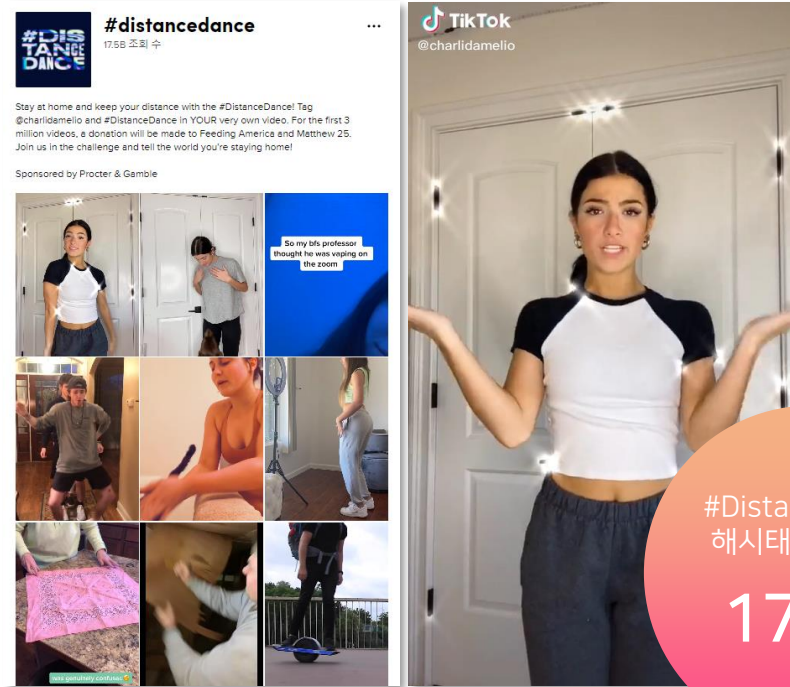 #DIS
TANCE
DANCE
#distancedance
17.5B 조회 수
...
Stay at home and keep your distance with the #DistanceDance! Tag
@charlidamelio and #DistanceDance in YOUR very own video. For the first 3
million videos, a donation will be made to Feeding America and Matthew 25.
Join us in the challenge and tell the world you're staying home!
Sponsored by Procter & Gamble
So my bfs professor
thought he was vaping on
the zoom
TikTok
@charlidamelio
#Dista
해시태
17